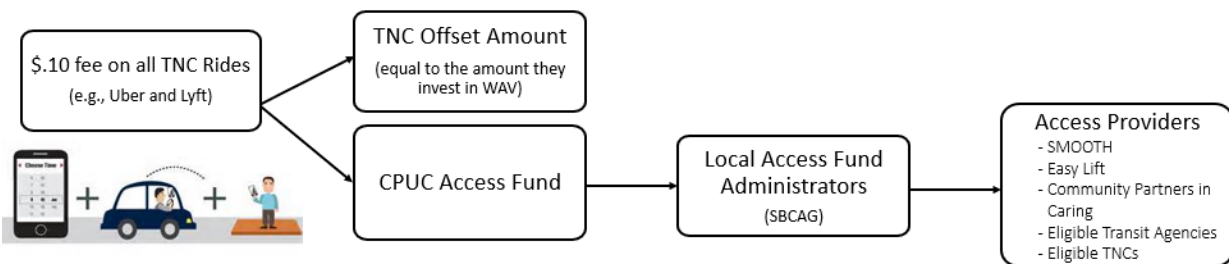 $.10 fee on all TNC Rides
(e.g., Uber and Lyft)
TNC Offset Amount
(equal to the amount they
invest in WAV)
CPUC Access Fund
Local Access Fund
Administrators
(SBCAG)
Access Providers
- SMOOTH
- Easy Lift
- Community Partners in
Caring
- Eligible Transit Agencies
- Eligible TNCs
Choose Time